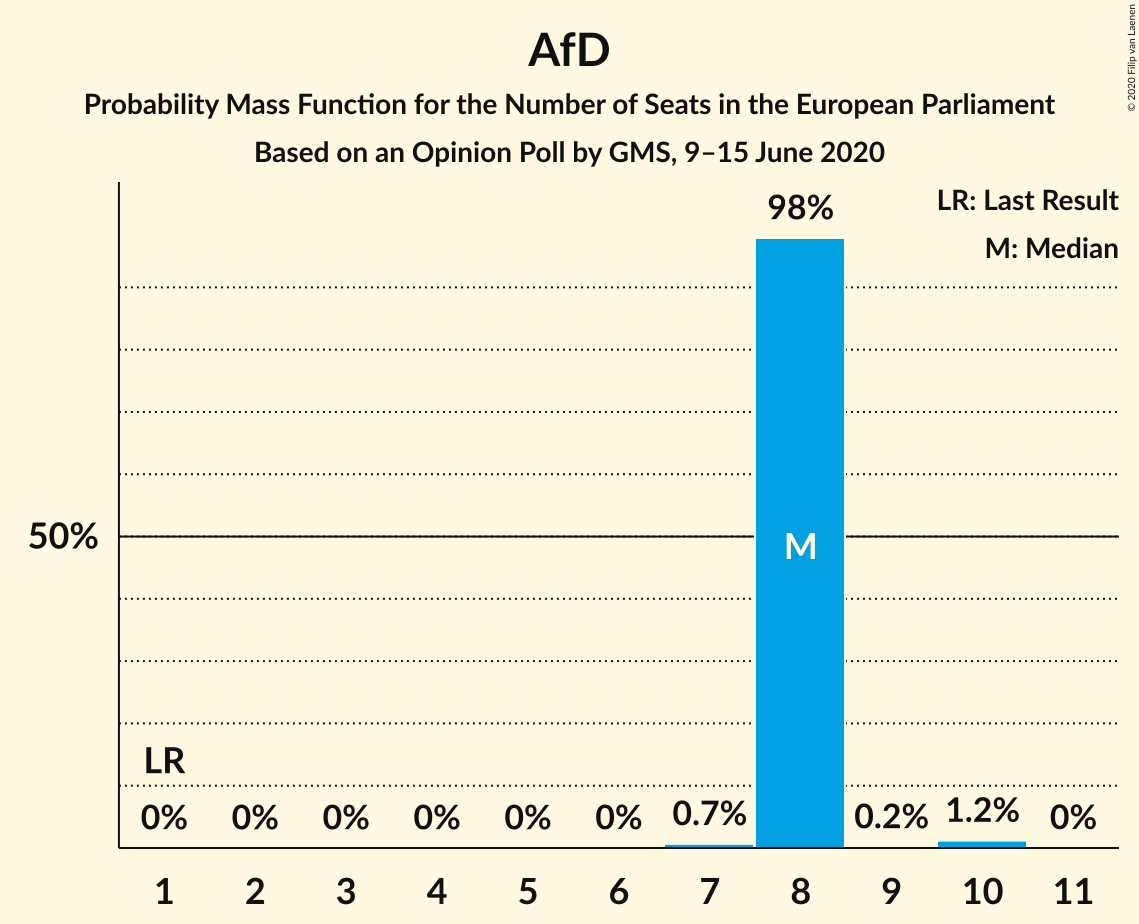 © 2020 Filip van Laenen
AfD
Probability Mass Function for the Number of Seats in the European Parliament
Based on an Opinion Poll by GMS, 9–15 June 2020
LR: Last Result
M: Median
98%
50%
M
LR
0% 0% 0% 0% 0% 0% 0.7% 0.2% 1.2% 0%
1 2 3 4 5 6 7 8 9 10 11